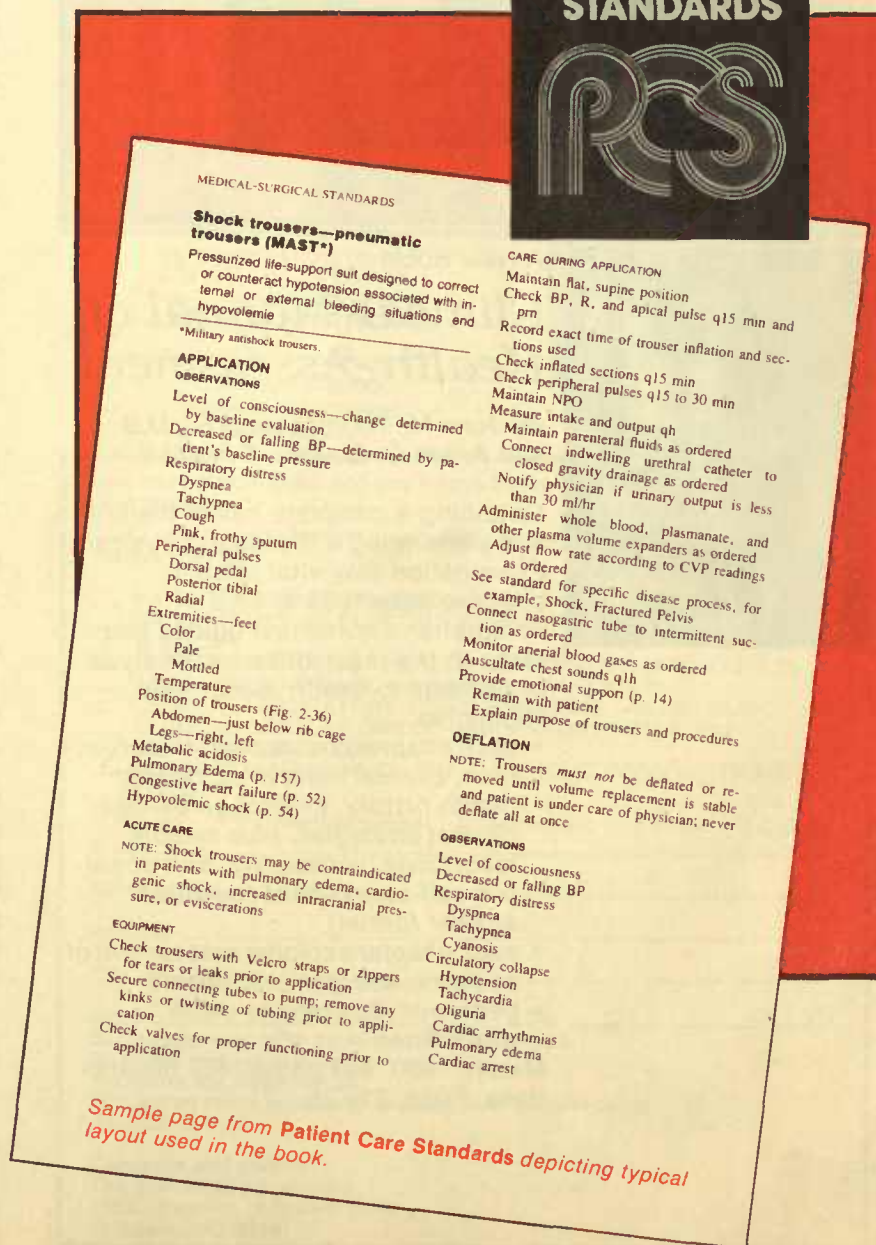 STANDARDS
PCS
MEDICAL-SURGICAL STANDARDS
Shock trousers—pneumatic
trousers (MAST*)
Pressurized life-support suit designed to correct
or counteract hypotension associated with in-
ternal or external bleeding situations end
hypovolemie
*Military antishock trousers.
APPLICATION
OBSERVATIONS
Level of consciousness—change determined
by baseline evaluation
Decreased or falling BP—determined by pa-
tient's baseline pressure
Respiratory distress
Dyspnea
Tachypnea
Cough
Pink, frothy sputum
Peripheral pulses
Dorsal pedal
Posterior tibial
Radial
Extremities—feet
Color
Pale
Mottled
Temperature
Position of trousers (Fig. 2-36)
Abdomen—just below rib cage
Legs—right, left
Metabolic acidosis
Pulmonary Edema (p. 157)
Congestive heart failure (p. 52)
Hypovolemic shock (p. 54)
ACUTE CARE
NOTE: Shock trousers may be contraindicated
in patients with pulmonary edema, cardio-
genic shock, increased intracranial pres-
sure, or eviscerations
EQUIPMENT
Check trousers with Velcro straps or zippers
for tears or leaks prior to application
Secure connecting tubes to pump; remove any
kinks or twisting of tubing prior to appli-
cation
Check valves for proper functioning prior to
application
CARE OURING APPLICATION
Maintain flat, supine position
Check BP, R, and apical pulse q15 min and
prn
Record exact time of trouser inflation and sec-
tions used
Check inflated sections q15 min
Check peripheral pulses q15 to 30 min
Maintain NPO
Measure intake and output qh
Maintain parenteral fluids as ordered
Connect indwelling urethral catheter to
closed gravity drainage as ordered
Notify physician if urinary output is less
than 30 ml/hr
Administer whole blood, plasmanate, and
other plasma volume expanders as ordered
Adjust flow rate according to CVP readings
as ordered
See standard for specific disease process, for
example, Shock, Fractured Pelvis
Connect nasogastric tube to intermittent suc-
tion as ordered
Monitor arterial blood gases as ordered
Auscultate chest sounds q1h
Provide emotional support (p. 14)
Remain with patient
Explain purpose of trousers and procedures
DEFLATION
NDTE: Trousers must not be deflated or re-
moved until volume replacement is stable
and patient is under care of physician; never
deflate all at once
OBSERVATIONS
Level of coosciousness
Decreased or falling BP
Respiratory distress
Dyspnea
Tachypnea
Cyanosis
Circulatory collapse
Hypotension
Tachycardia
Oliguria
Cardiac arrhythmias
Pulmonary edema
Cardiac arrest
Sample page from Patient Care Standards depicting typical
layout used in the book.